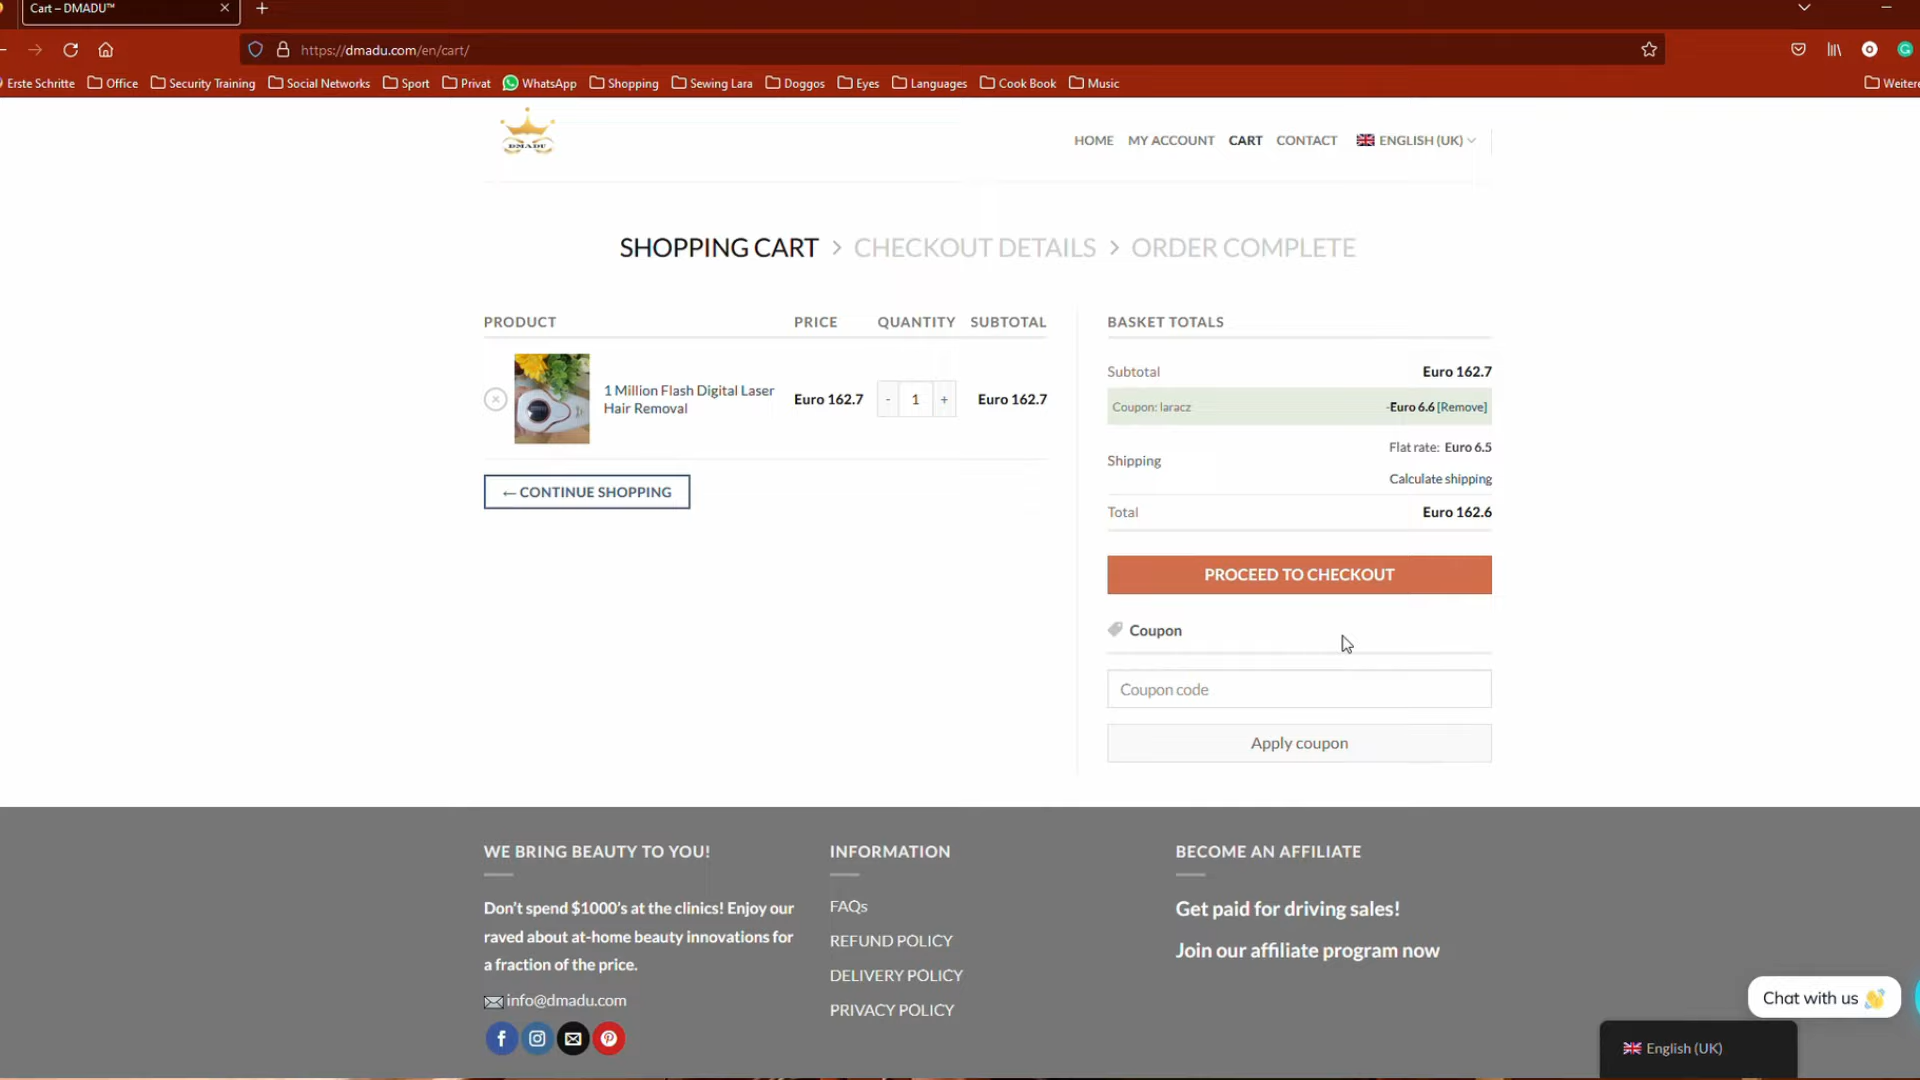 Cart – DMADU™
https://dmadu.com/en/cart/
Erste Schritte Office Security Training Social Networks Sport Privat WhatsApp Shopping Sewing Lara Doggos Eyes Languages Cook Book Music Weitere
DMADU
HOME MY ACCOUNT CART CONTACT ENGLISH (UK)
SHOPPING CART > CHECKOUT DETAILS > ORDER COMPLETE
PRODUCT PRICE QUANTITY SUBTOTAL
1 Million Flash Digital Laser
Hair Removal
Euro 162.7 - 1 + Euro 162.7
← CONTINUE SHOPPING
BASKET TOTALS
Subtotal Euro 162.7
Coupon: laracz -Euro 6.6 [Remove]
Shipping
Flat rate: Euro 6.5
Calculate shipping
Total Euro 162.6
PROCEED TO CHECKOUT
Coupon
Coupon code
Apply coupon
WE BRING BEAUTY TO YOU!
Don't spend $1000's at the clinics! Enjoy our
raved about at-home beauty innovations for
a fraction of the price.
info@dmadu.com
INFORMATION
FAQs
REFUND POLICY
DELIVERY POLICY
PRIVACY POLICY
BECOME AN AFFILIATE
Get paid for driving sales!
Join our affiliate program now
Chat with us 👋
English (UK)